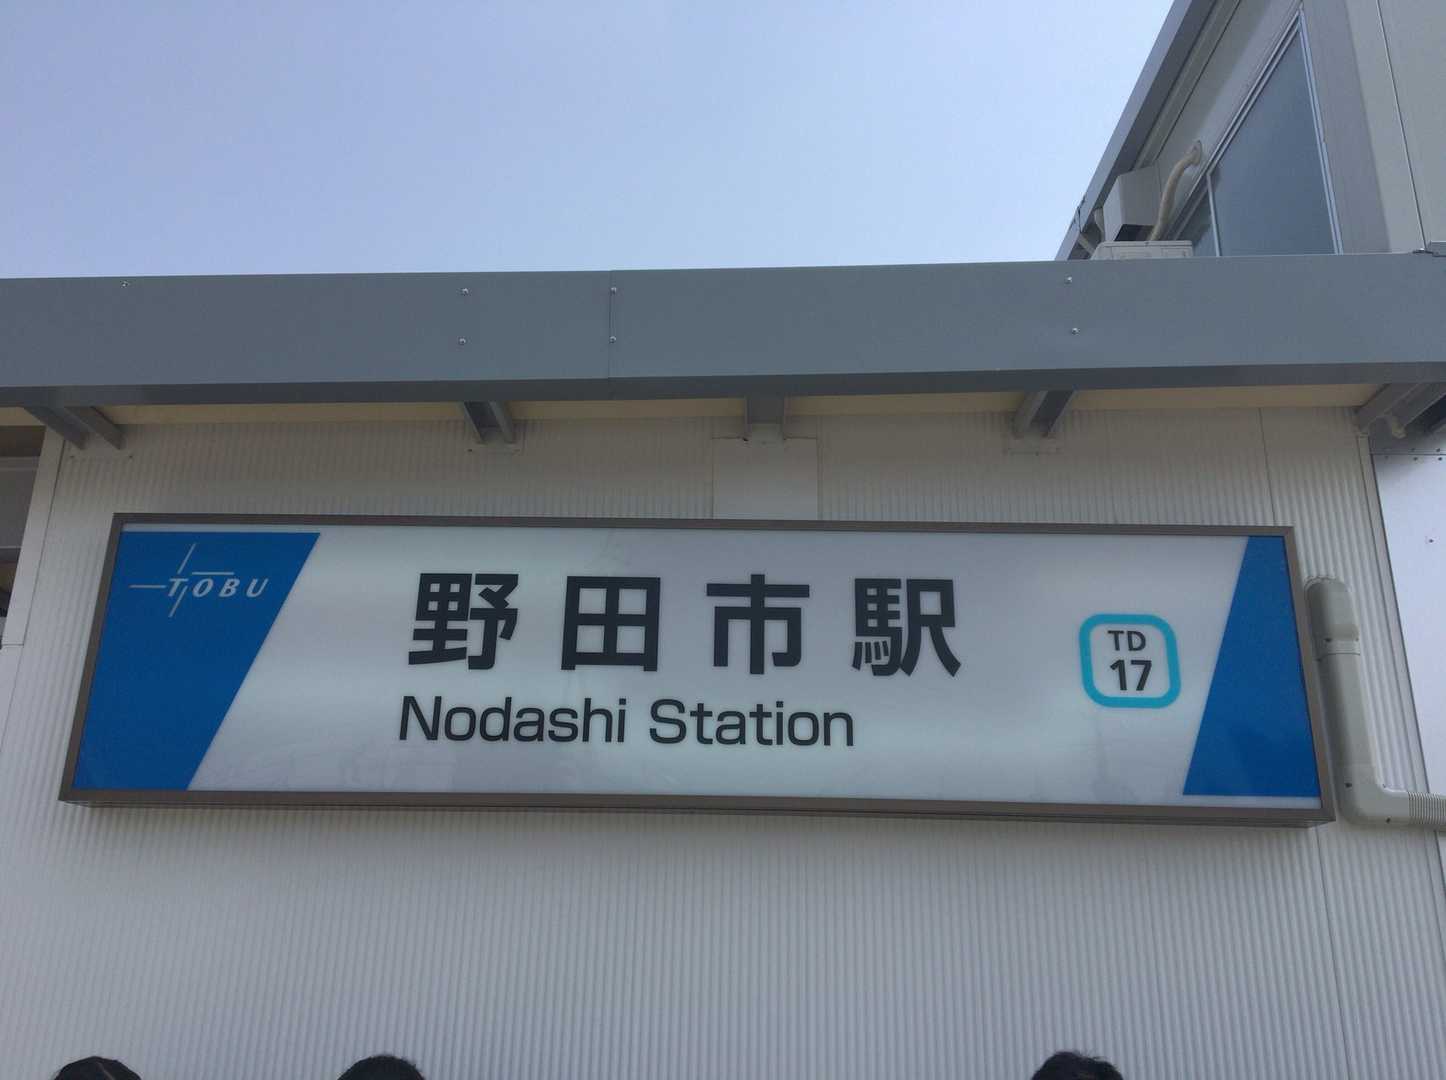 TOBU
野田市駅
Nodashi Station
TD
17